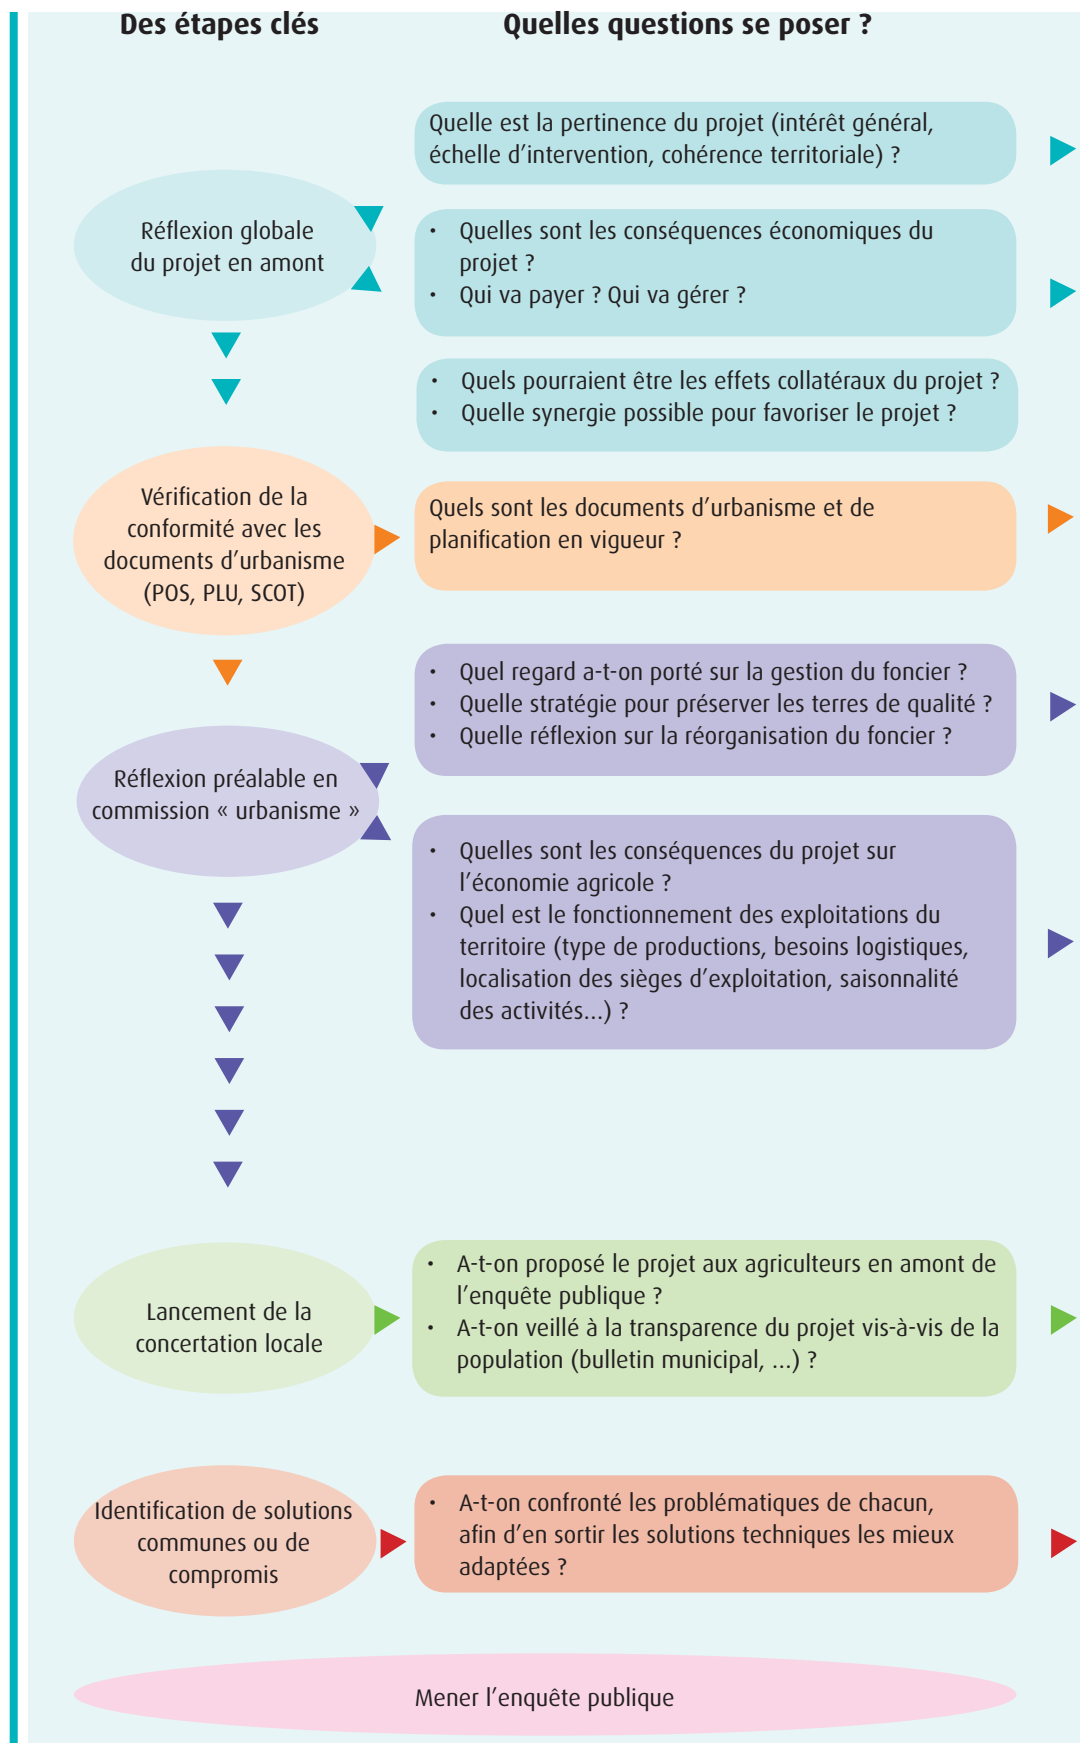 Des étapes clés
Quelles questions se poser ?
Quelle est la pertinence du projet (intérêt général,
échelle d'intervention, cohérence territoriale) ?
Réflexion globale
du projet en amont
• Quelles sont les conséquences économiques du
projet ?
• Qui va payer ? Qui va gérer ?
• Quels pourraient être les effets collatéraux du projet ?
• Quelle synergie possible pour favoriser le projet ?
Vérification de la
conformité avec les
documents d'urbanisme
(POS, PLU, SCOT)
Quels sont les documents d'urbanisme et de
planification en vigueur ?
• Quel regard a-t-on porté sur la gestion du foncier ?
• Quelle stratégie pour préserver les terres de qualité ?
• Quelle réflexion sur la réorganisation du foncier ?
Réflexion préalable en
commission « urbanisme »
• Quelles sont les conséquences du projet sur
l'économie agricole ?
• Quel est le fonctionnement des exploitations du
territoire (type de productions, besoins logistiques,
localisation des sièges d'exploitation, saisonnalité
des activités...) ?
Lancement de la
concertation locale
• A-t-on proposé le projet aux agriculteurs en amont de
l'enquête publique ?
• A-t-on veillé à la transparence du projet vis-à-vis de la
population (bulletin municipal, ...) ?
Identification de solutions
communes ou de
compromis
• A-t-on confronté les problématiques de chacun,
afin d'en sortir les solutions techniques les mieux
adaptées ?
Mener l'enquête publique